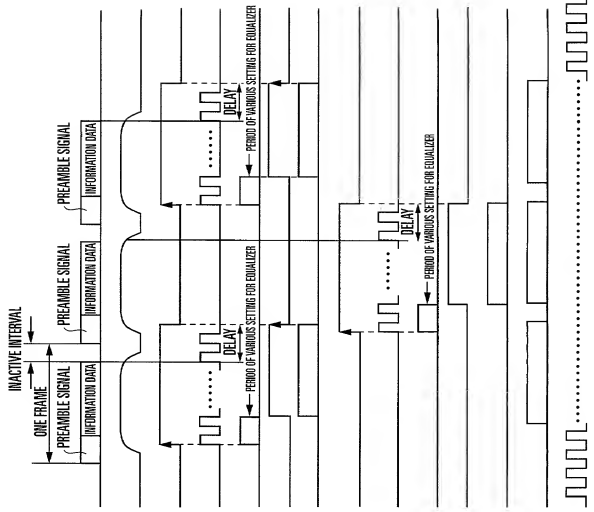 INACTIVE INTERVAL
ONE FRAME
PREAMBLE SIGNAL
INFORMATION DATA
PREAMBLE SIGNAL
INFORMATION DATA
PREAMBLE SIGNAL
INFORMATION DATA
DELAY
PERIOD OF VARIOUS SETTING FOR EQUALIZER
DELAY
PERIOD OF VARIOUS SETTING FOR EQUALIZER
DELAY
PERIOD OF VARIOUS SETTING FOR EQUALIZER